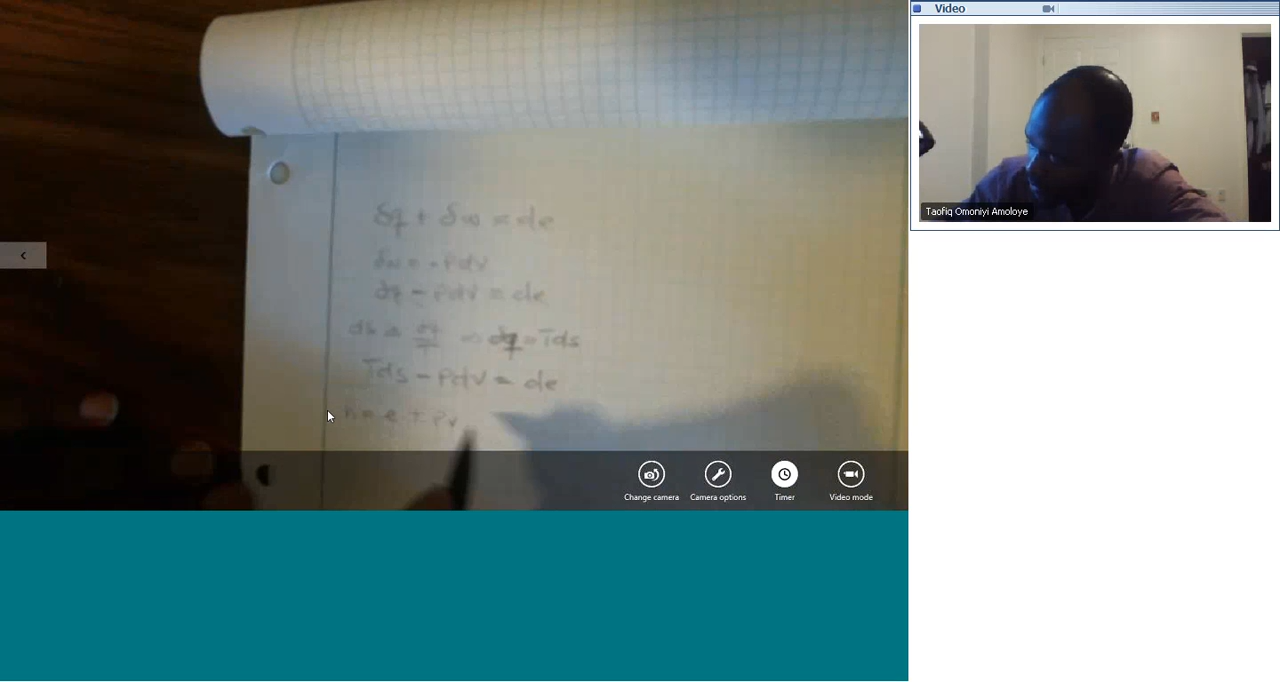 Video
Taofiq Omoniyi Amoloye
δq + δw = de
δw = -Pdv
δq - Pdv = de
ds = δq/T ⇒ δq = Tds
Tds - Pdv = de
h = e + Pv
Change camera
Camera options
Timer
Video mode